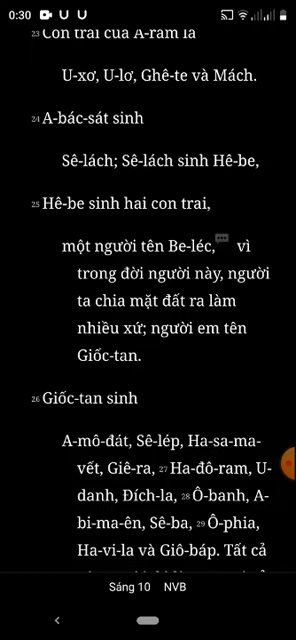 0:30
23 Con trai của A-ram là
U-xơ, U-lơ, Ghê-te và Mách.
24 A-bác-sát sinh
Sê-lách; Sê-lách sinh Hê-be,
25 Hê-be sinh hai con trai,
một người tên Be-léc, vì
trong đời người này, người
ta chia mặt đất ra làm
nhiều xứ; người em tên
Giốc-tan.
26 Giốc-tan sinh
A-mô-đát, Sê-lép, Ha-sa-ma-
vết, Giê-ra, 27 Ha-đô-ram, U-
danh, Đích-la, 28 Ô-banh, A-
bi-ma-ên, Sê-ba, 29 Ô-phia,
Ha-vi-la và Giô-báp. Tất cả
Sáng 10 NVB